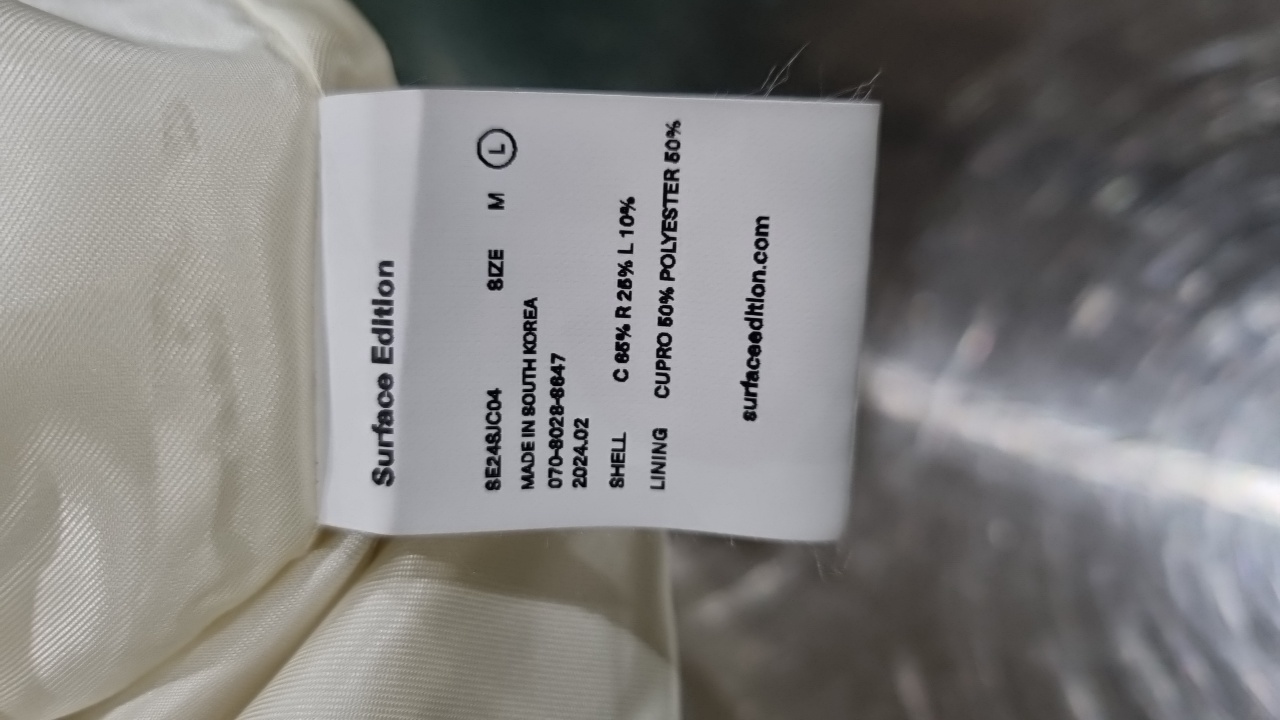 Surface Edition
SE24SJC04 SIZE M L
MADE IN SOUTH KOREA
070-8028-8647
2024.02
SHELL C 65% R 25% L 10%
LINING CUPRO 50% POLYESTER 50%
surfaceedition.com